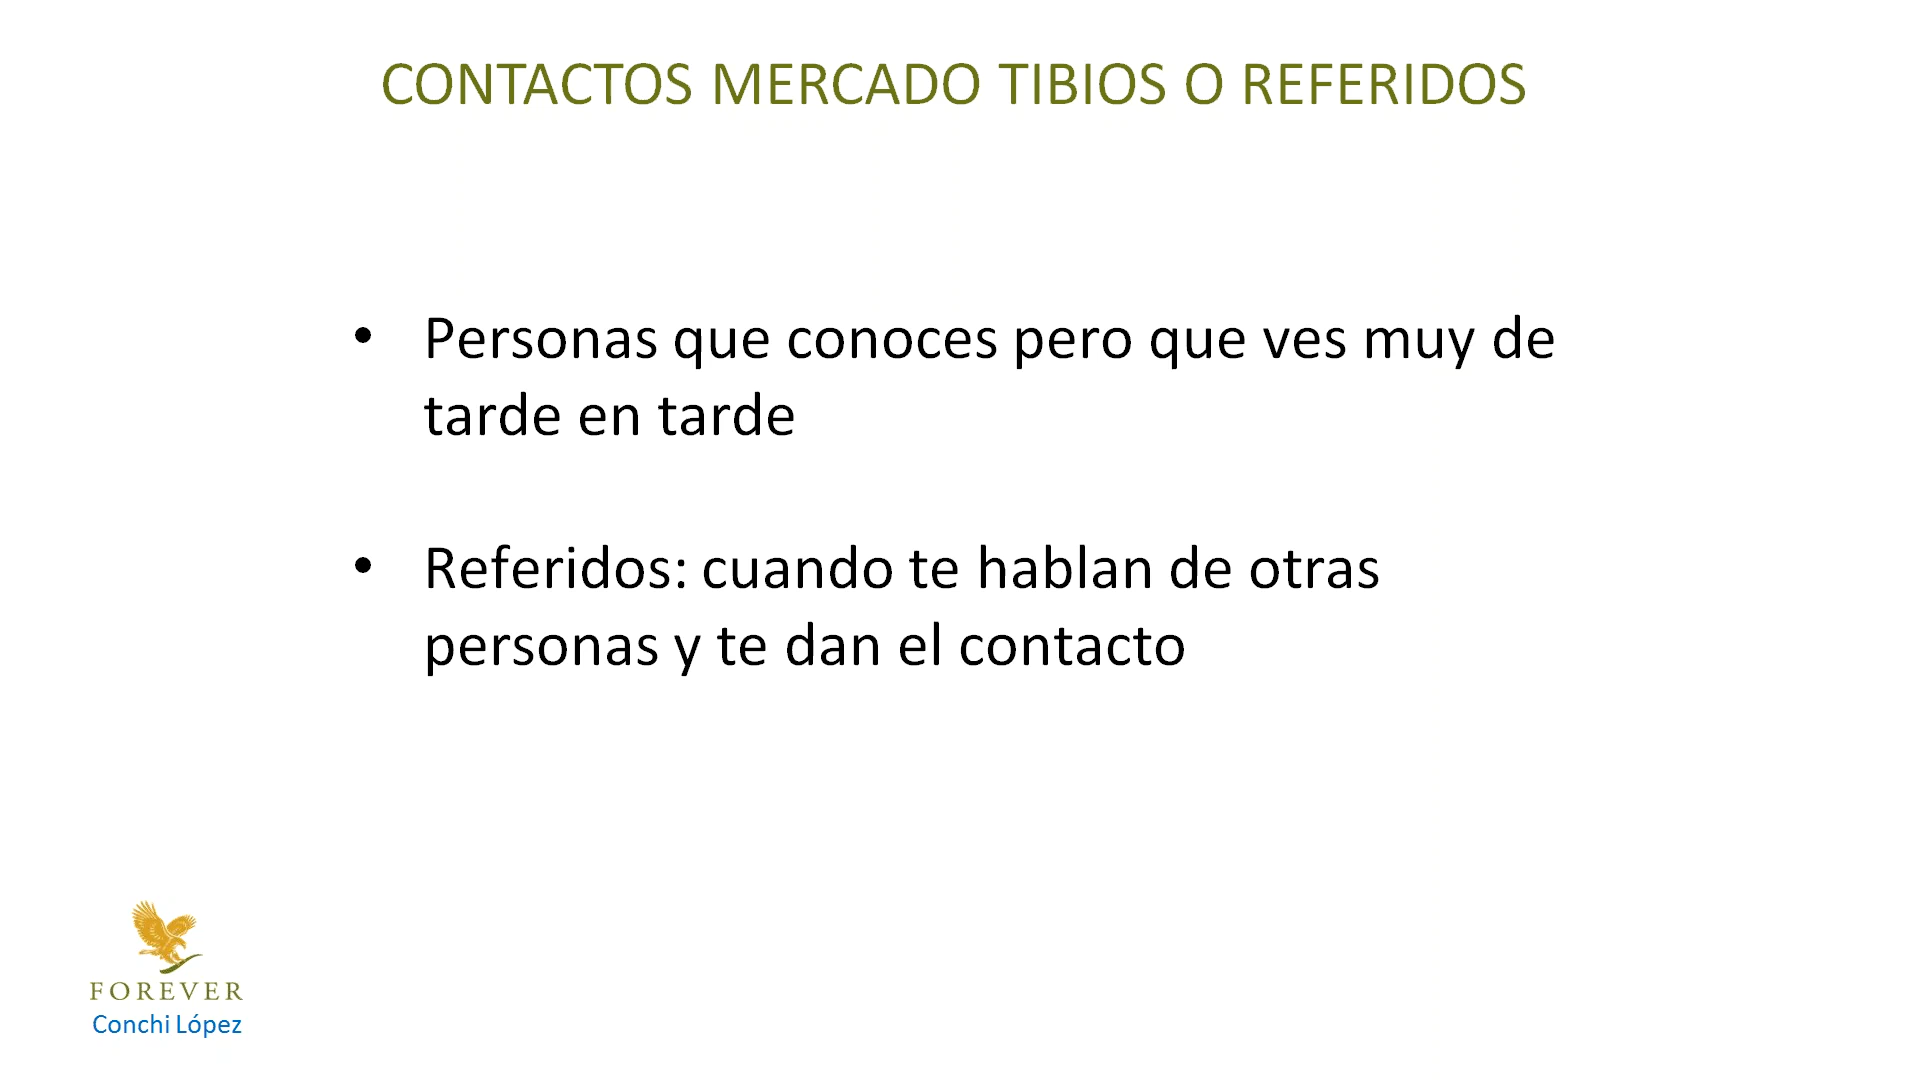 CONTACTOS MERCADO TIBIOS O REFERIDOS
• Personas que conoces pero que ves muy de
tarde en tarde
• Referidos: cuando te hablan de otras
personas y te dan el contacto
FOREVER
Conchi López